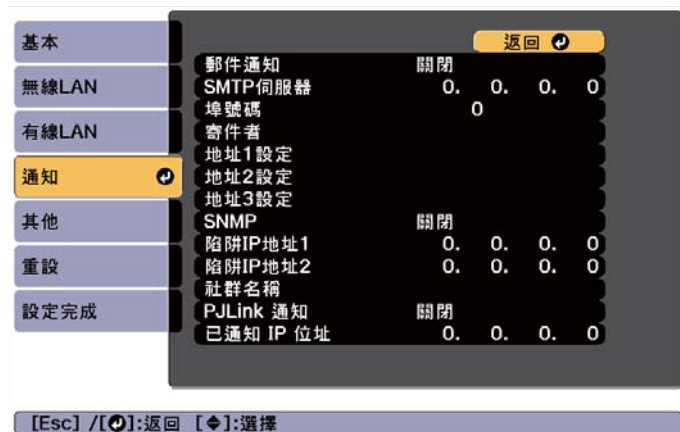 基本
無線LAN
有線LAN
通知
其他
重設
設定完成
返回
郵件通知 關閉
SMTP伺服器 0. 0. 0. 0
埠號碼 0
寄件者
地址1設定
地址2設定
地址3設定
SNMP 關閉
陷阱IP地址1 0. 0. 0. 0
陷阱IP地址2 0. 0. 0. 0
社群名稱
PJLink 通知 關閉
已通知 IP 位址 0. 0. 0. 0
[Esc] /[⏎]:返回 [◆]:選擇